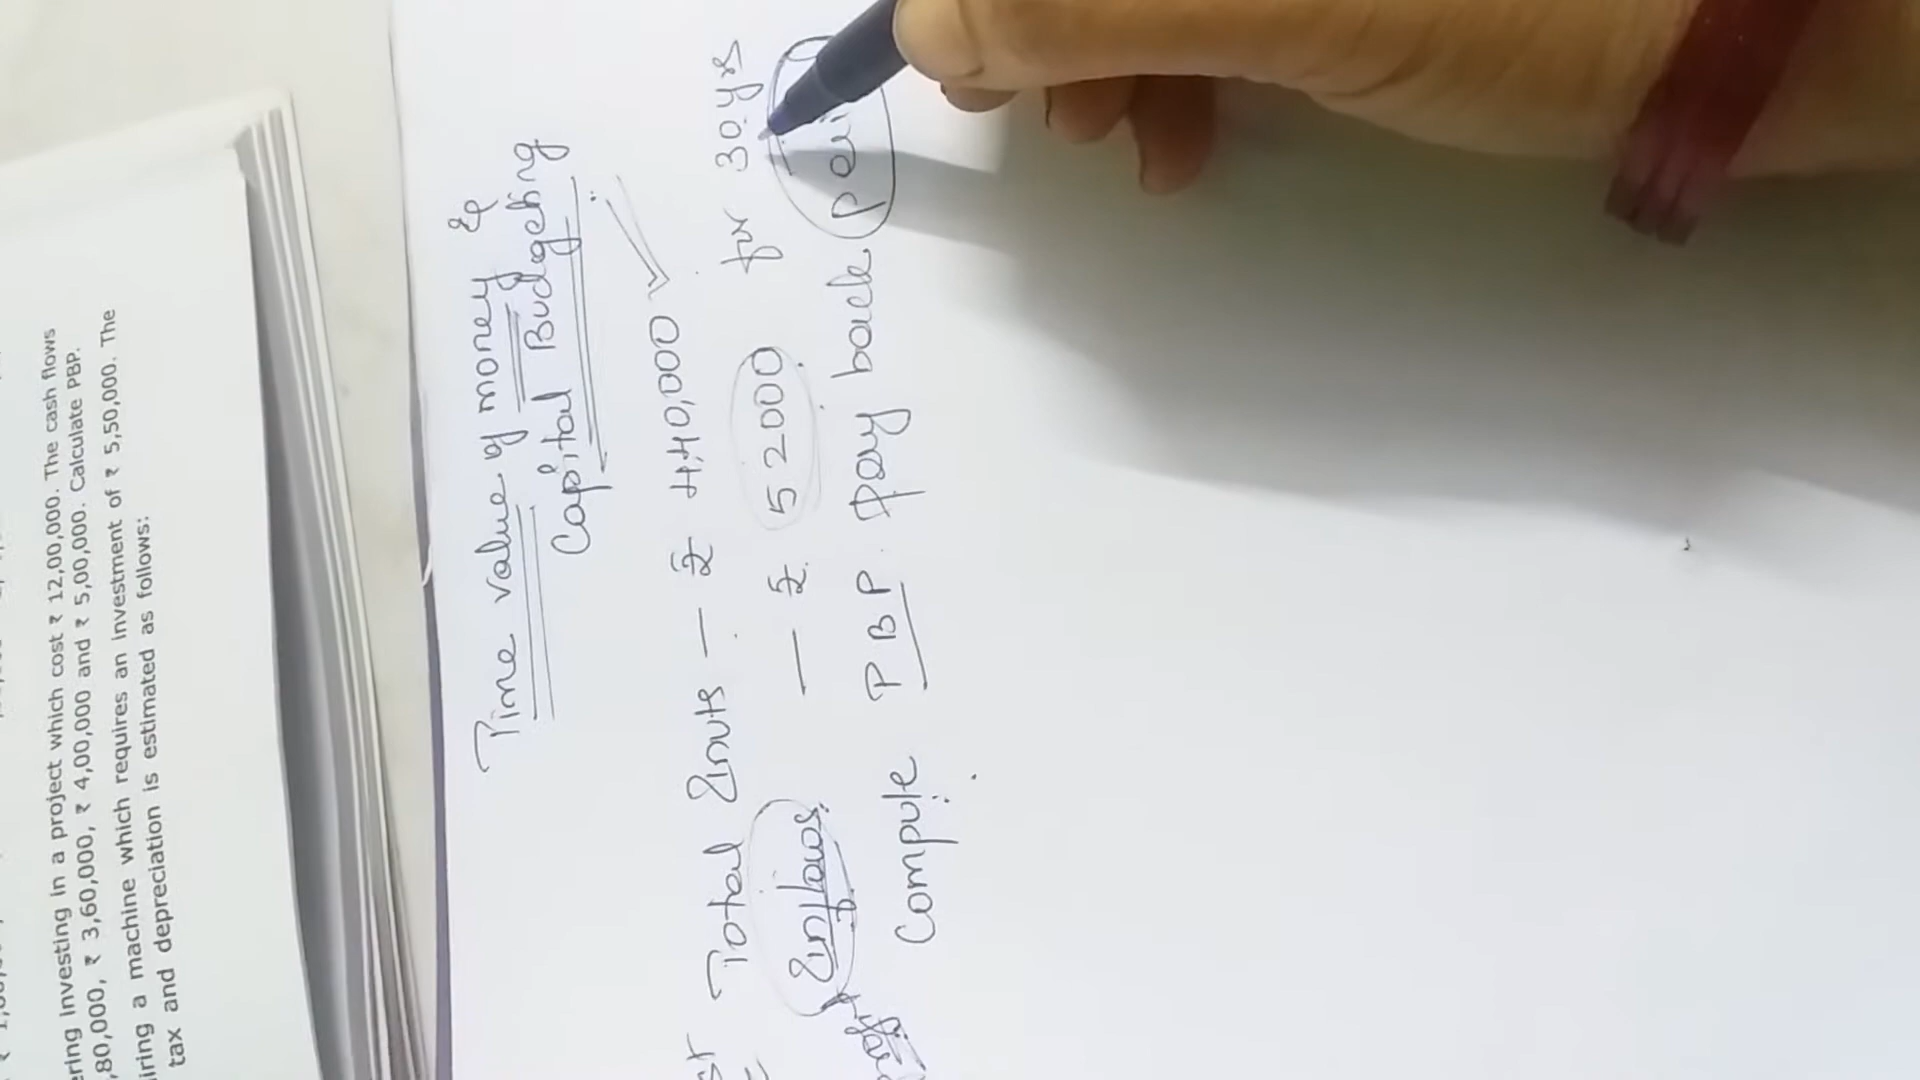 ering investing in a project which cost ₹ 12,00,000. The cash flows
,80,000, ₹ 3,60,000, ₹ 4,00,000 and ₹ 5,00,000. Calculate PBP.
iring a machine which requires an investment of ₹ 5,50,000. The
tax and depreciation is estimated as follows:
Time value of money &
Capital Budgeting
Total Invts - ₹ 4,40,000
Inflows - ₹ 52000 for 30 ys
Compute PBP Pay back peri